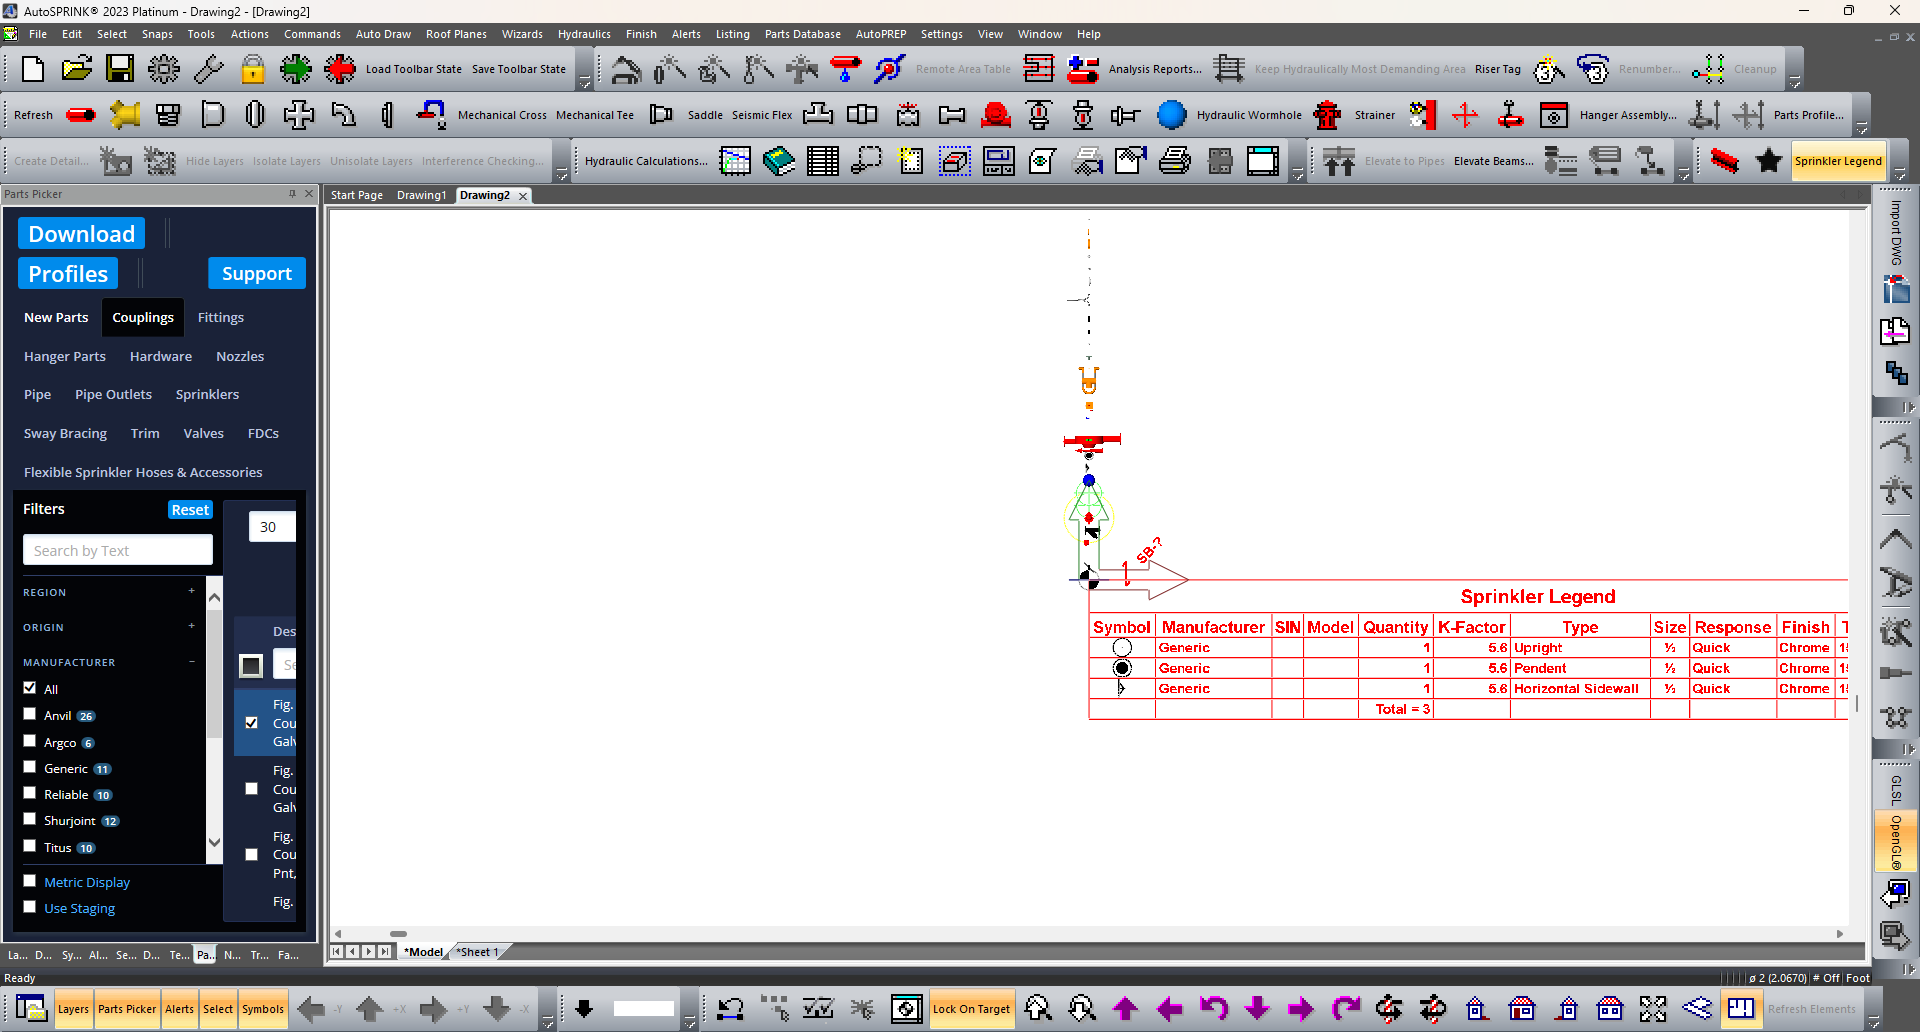 AutoSPRINK® 2023 Platinum - Drawing2 - [Drawing2]
File Edit Select Snaps Tools Actions Commands Auto Draw Roof Planes Wizards Hydraulics Finish Alerts Listing Parts Database AutoPREP Settings View Window Help
Load Toolbar State Save Toolbar State Remote Area Table Analysis Reports... Keep Hydraulically Most Demanding Area Riser Tag Renumber... Cleanup
Refresh Mechanical Cross Mechanical Tee Saddle Seismic Flex Hydraulic Wormhole Strainer Hanger Assembly... Parts Profile...
Create Detail... Hide Layers Isolate Layers Unisolate Layers Interference Checking... Hydraulic Calculations... Elevate to Pipes Elevate Beams... Sprinkler Legend
Parts Picker
Start Page Drawing1 Drawing2
Download
Profiles Support
New Parts Couplings Fittings
Hanger Parts Hardware Nozzles
Pipe Pipe Outlets Sprinklers
Sway Bracing Trim Valves FDCs
Flexible Sprinkler Hoses & Accessories
Filters Reset
30
Search by Text
REGION +
ORIGIN +
MANUFACTURER −
All
Anvil 26
Argco 6
Generic 11
Reliable 10
Shurjoint 12
Titus 10
Metric Display
Use Staging
Des
Se
Fig.
Cou
Galv
Fig.
Cou
Galv
Fig.
Cou
Pnt,
Fig.
La... D... Sy... Al... Se... D... Te... Pa... N... Tr... Fa...
SB-?
1
Sprinkler Legend
Symbol Manufacturer SIN Model Quantity K-Factor Type Size Response Finish T
Generic 1 5.6 Upright ½ Quick Chrome 1
Generic 1 5.6 Pendent ½ Quick Chrome 1
Generic 1 5.6 Horizontal Sidewall ½ Quick Chrome 1
Total = 3
*Model *Sheet 1
Import DWG
GLSL
OpenGL®
Ready
ø 2 (2.0670) # Off Foot
Layers Parts Picker Alerts Select Symbols -Y +X +Y -X Lock On Target Refresh Elements